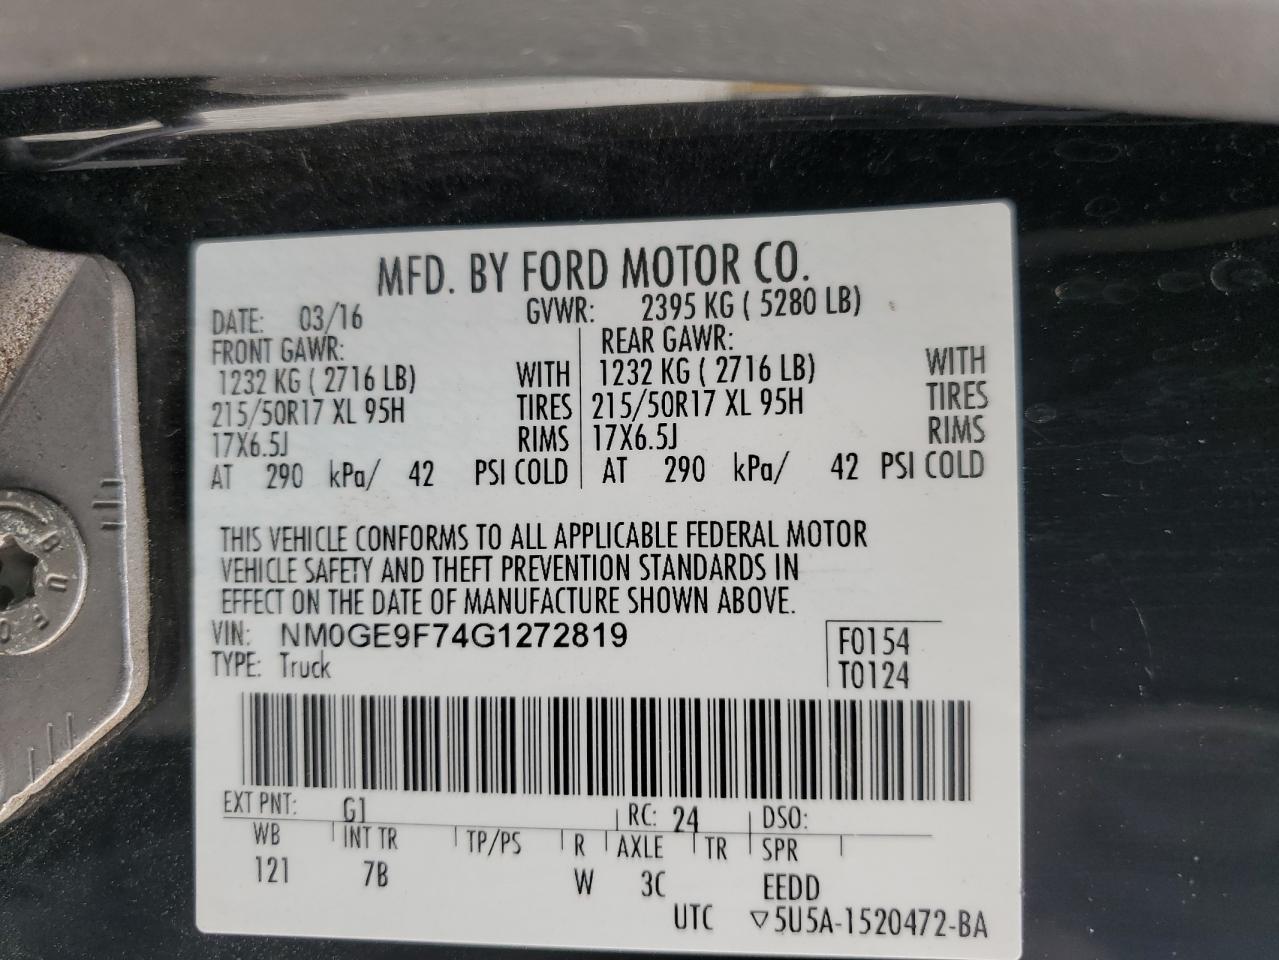 MFD. BY FORD MOTOR CO.
DATE: 03/16 GVWR: 2395 KG ( 5280 LB)
FRONT GAWR: REAR GAWR:
1232 KG ( 2716 LB) WITH 1232 KG ( 2716 LB) WITH
215/50R17 XL 95H TIRES 215/50R17 XL 95H TIRES
17X6.5J RIMS 17X6.5J RIMS
AT 290 kPa/ 42 PSI COLD AT 290 kPa/ 42 PSI COLD
THIS VEHICLE CONFORMS TO ALL APPLICABLE FEDERAL MOTOR
VEHICLE SAFETY AND THEFT PREVENTION STANDARDS IN
EFFECT ON THE DATE OF MANUFACTURE SHOWN ABOVE.
VIN: NM0GE9F74G1272819 F0154
TYPE: Truck T0124
EXT PNT: G1 RC: 24 DSO:
WB INT TR TP/PS R AXLE TR SPR
121 7B W 3C EEDD
UTC ▽5U5A-1520472-BA